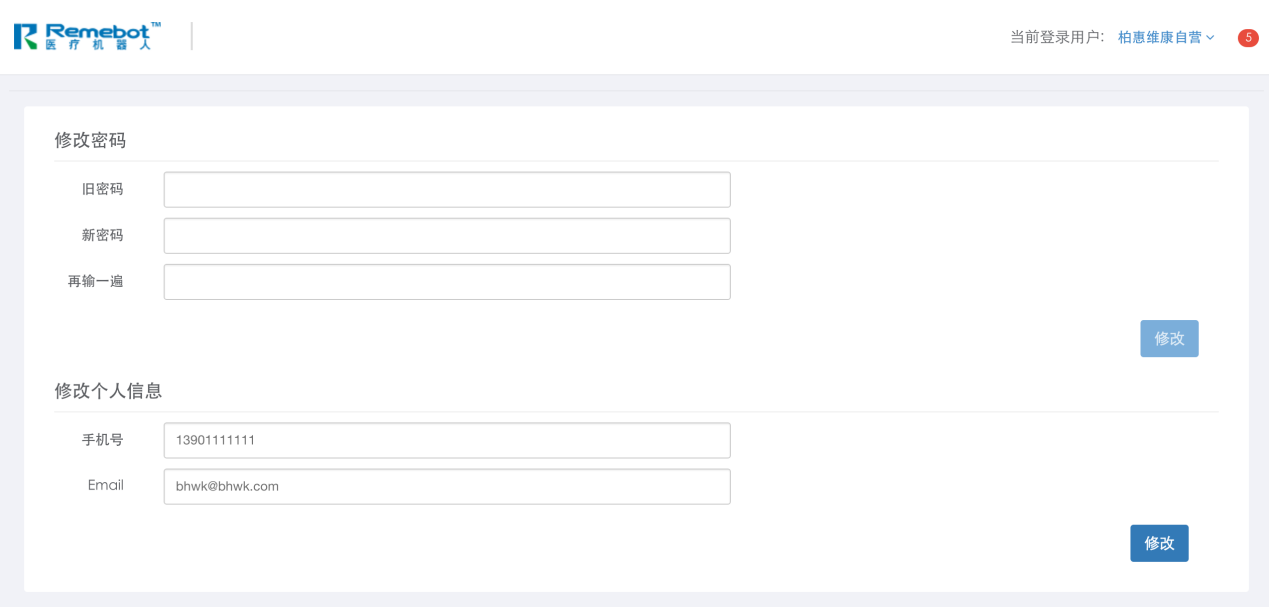 Remebot™
医疗机器人
当前登录用户: 柏惠维康自营 5
修改密码
旧密码
新密码
再输一遍
修改
修改个人信息
手机号 13901111111
Email bhwk@bhwk.com
修改